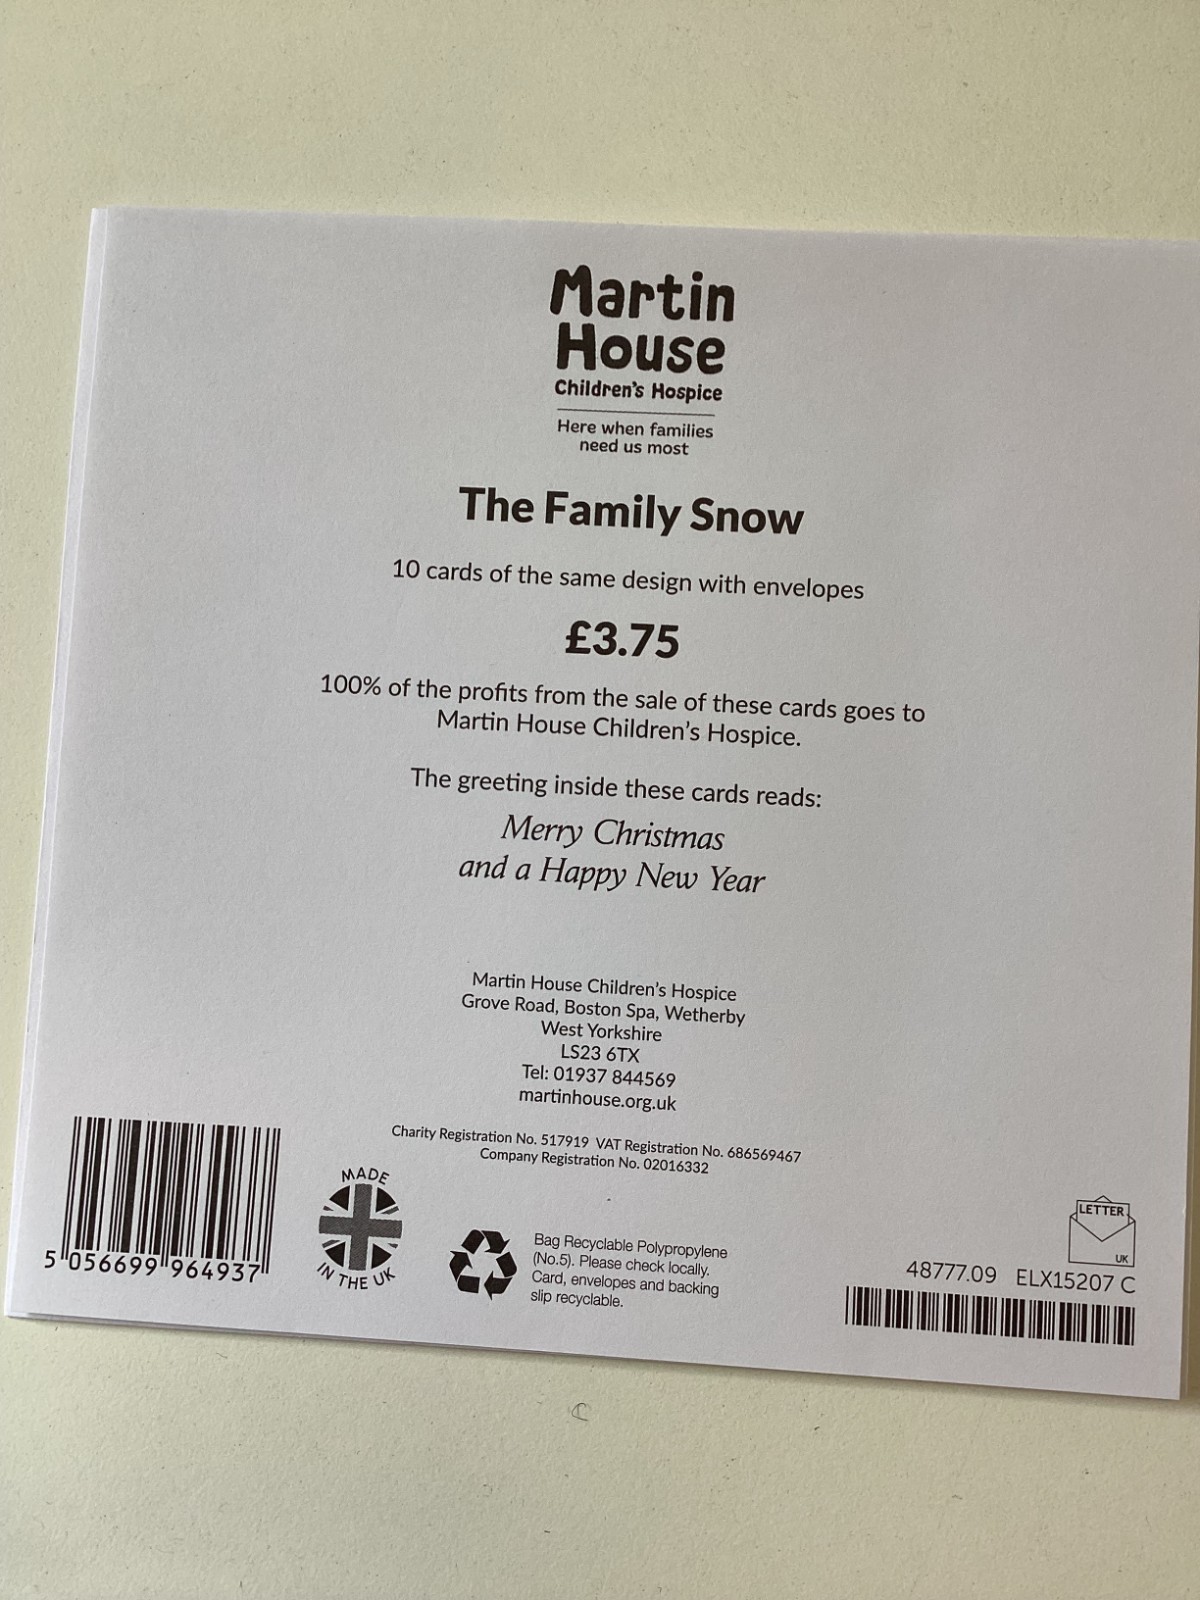 Martin
House
Children's Hospice
Here when families
need us most
The Family Snow
10 cards of the same design with envelopes
£3.75
100% of the profits from the sale of these cards goes to
Martin House Children's Hospice.
The greeting inside these cards reads:
Merry Christmas
and a Happy New Year
Martin House Children's Hospice
Grove Road, Boston Spa, Wetherby
West Yorkshire
LS23 6TX
Tel: 01937 844569
martinhouse.org.uk
Charity Registration No. 517919 VAT Registration No. 686569467
Company Registration No. 02016332
5 056699 964937
MADE
IN THE UK
Bag Recyclable Polypropylene
(No.5). Please check locally.
Card, envelopes and backing
slip recyclable.
LETTER
UK
48777.09 ELX15207 C